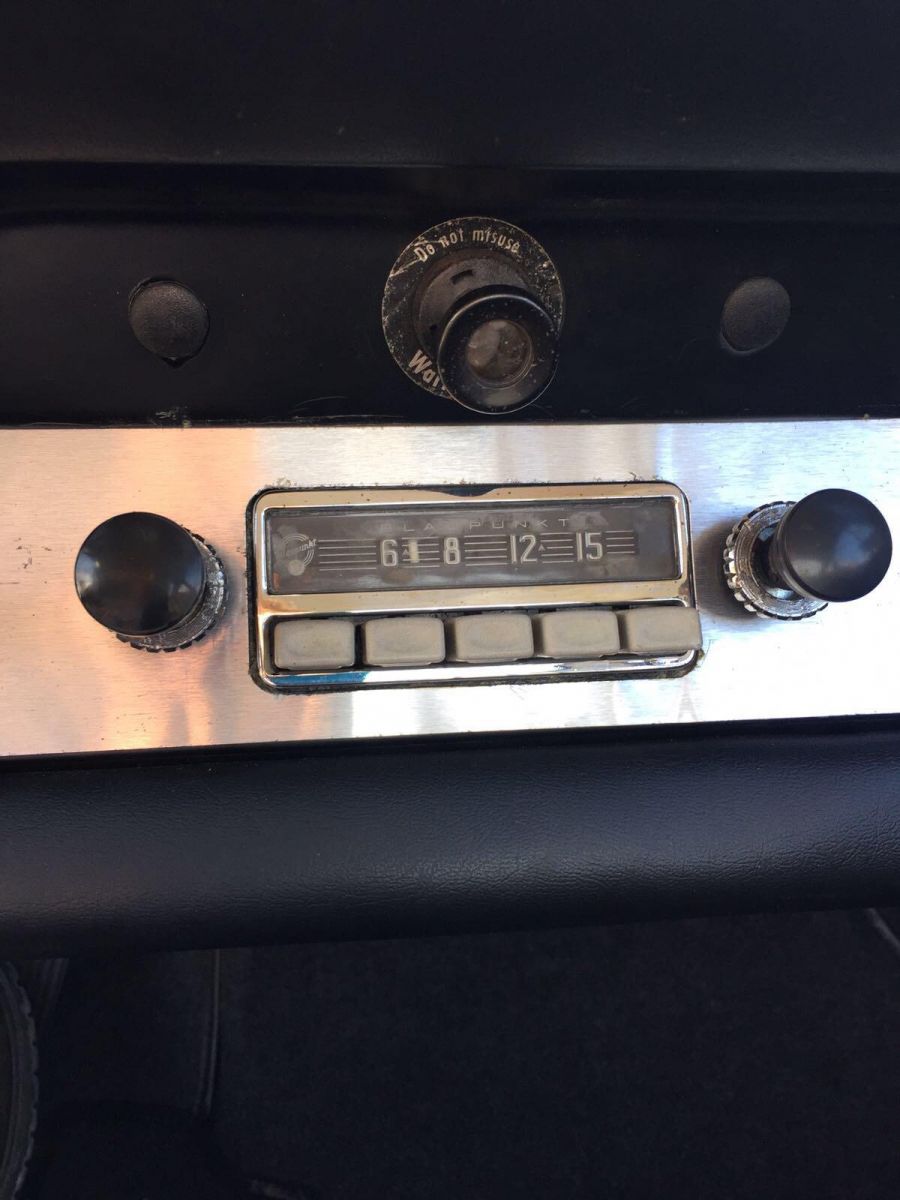 Do not misuse
BLAUPUNKT
6 8 12 15